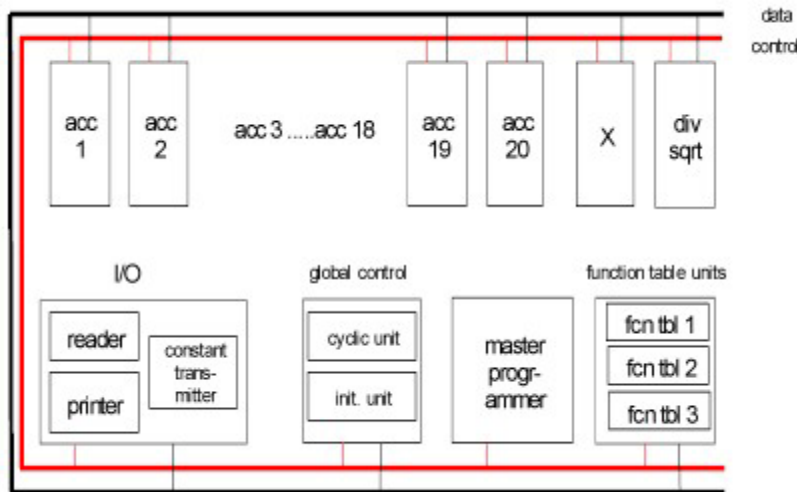 data
control
acc
1
acc
2
acc 3 .....acc 18
acc
19
acc
20
X
div
sqrt
I/O
global control
function table units
reader
printer
constant
trans-
mitter
cyclic unit
init. unit
master
progr-
ammer
fcn tbl 1
fcn tbl 2
fcn tbl 3